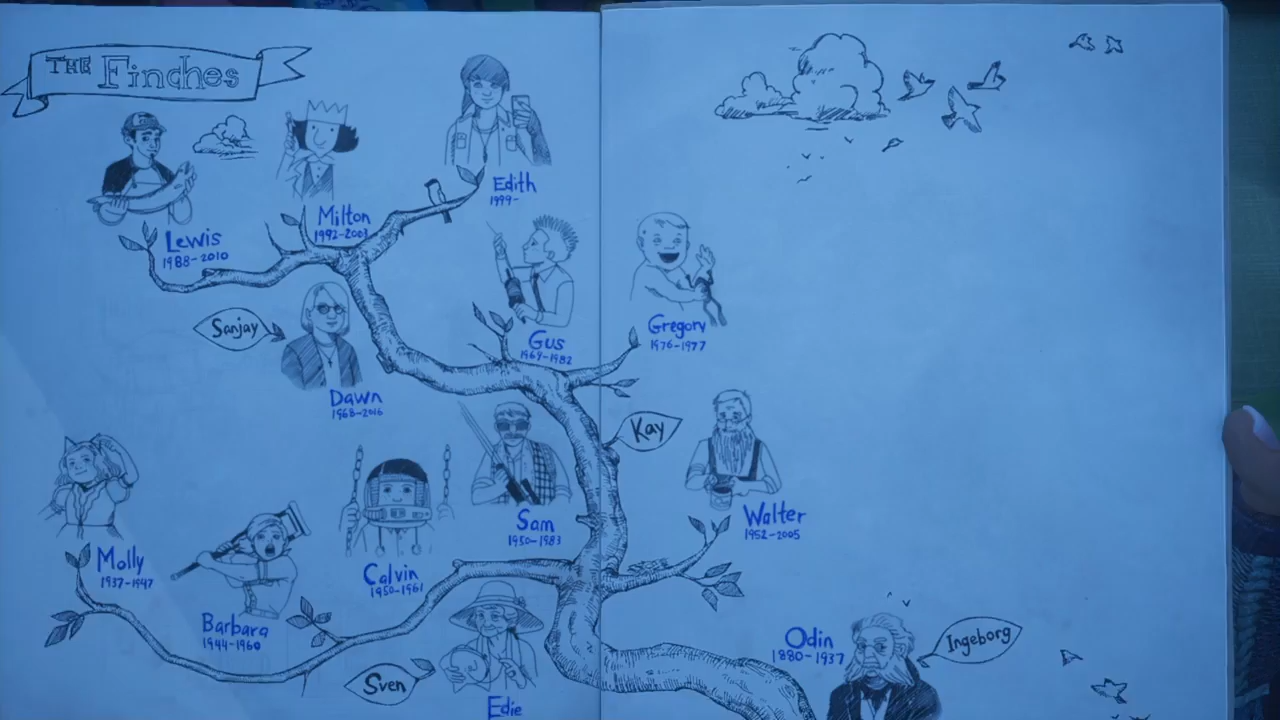 THE Finches
Edith
1999-
Milton
1992-2003
Lewis
1988-2010
Sanjay
Gus
1969-1982
Gregory
1976-1977
Dawn
1968-2016
Kay
Sam
1950-1983
Walter
1952-2005
Molly
1937-1947
Calvin
1950-1961
Barbara
1944-1960
Odin
1880-1937
Ingeborg
Sven
Edie